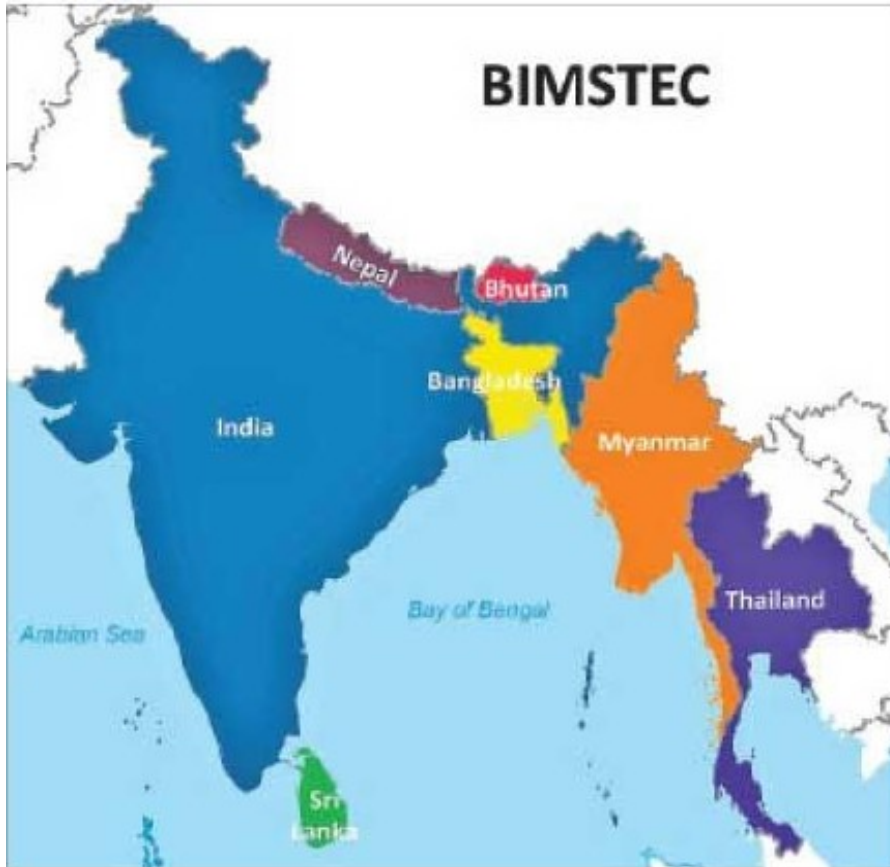 BIMSTEC
Nepal
Bhutan
Bangladesh
India
Myanmar
Thailand
Bay of Bengal
Arabian Sea
Sri
Lanka